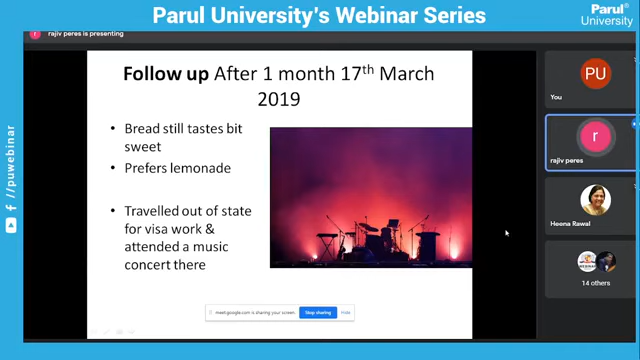 Parul University's Webinar Series
Parul®
University
r rajiv peres is presenting
Follow up After 1 month 17th March
2019
• Bread still tastes bit
sweet
• Prefers lemonade
• Travelled out of state
for visa work &
attended a music
concert there
meet.google.com is sharing your screen.
Stop sharing
Hide
PU
You
r
rajiv peres
Heena Rawal
14 others
/puwebinar